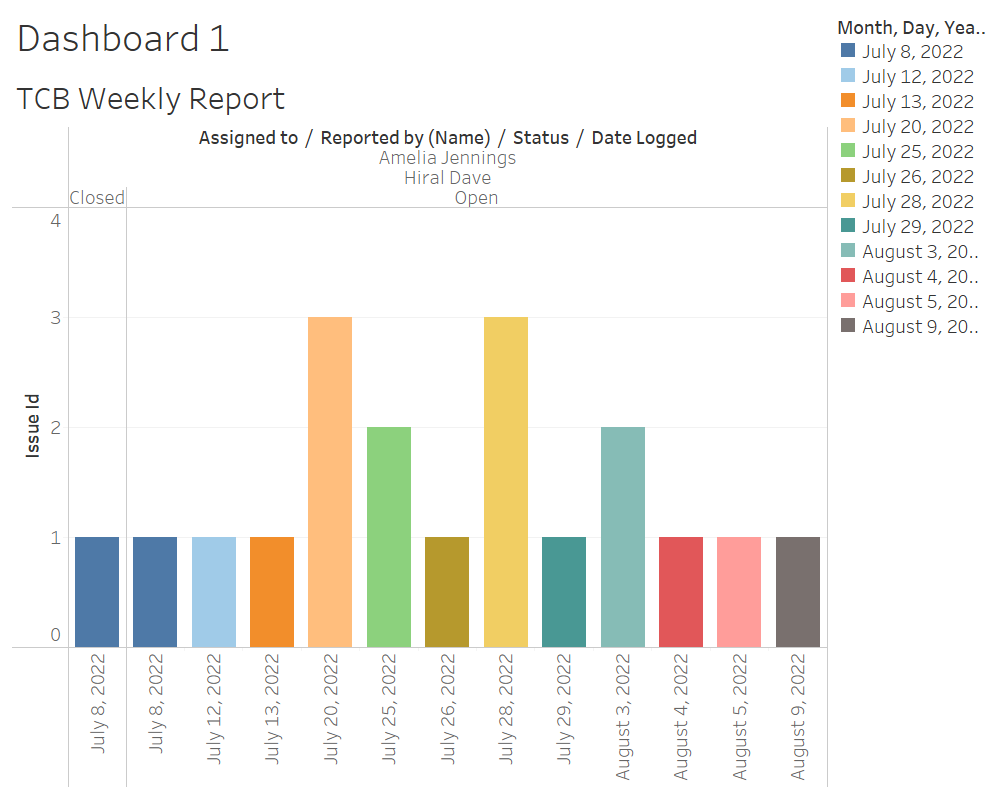 Dashboard 1
TCB Weekly Report
Assigned to / Reported by (Name) / Status / Date Logged
Amelia Jennings
Hiral Dave
Closed
Open
Issue Id
4
3
2
1
0
July 8, 2022
July 8, 2022
July 12, 2022
July 13, 2022
July 20, 2022
July 25, 2022
July 26, 2022
July 28, 2022
July 29, 2022
August 3, 2022
August 4, 2022
August 5, 2022
August 9, 2022
Month, Day, Yea..
July 8, 2022
July 12, 2022
July 13, 2022
July 20, 2022
July 25, 2022
July 26, 2022
July 28, 2022
July 29, 2022
August 3, 20..
August 4, 20..
August 5, 20..
August 9, 20..